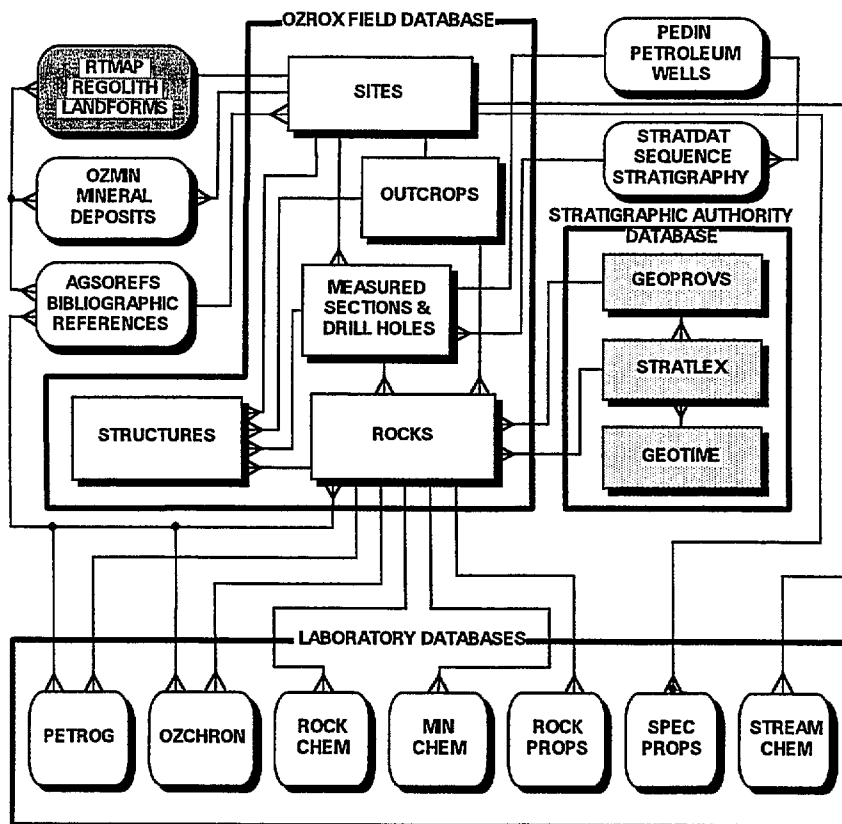 OZROX FIELD DATABASE
RTMAP
REGOLITH
LANDFORMS
SITES
PEDIN
PETROLEUM
WELLS
OZMIN
MINERAL
DEPOSITS
OUTCROPS
STRATDAT
SEQUENCE
STRATIGRAPHY
STRATIGRAPHIC AUTHORITY
DATABASE
AGSOREFS
BIBLIOGRAPHIC
REFERENCES
MEASURED
SECTIONS &
DRILL HOLES
GEOPROVS
STRATLEX
STRUCTURES
ROCKS
GEOTIME
LABORATORY DATABASES
PETROG
OZCHRON
ROCK
CHEM
MIN
CHEM
ROCK
PROPS
SPEC
PROPS
STREAM
CHEM